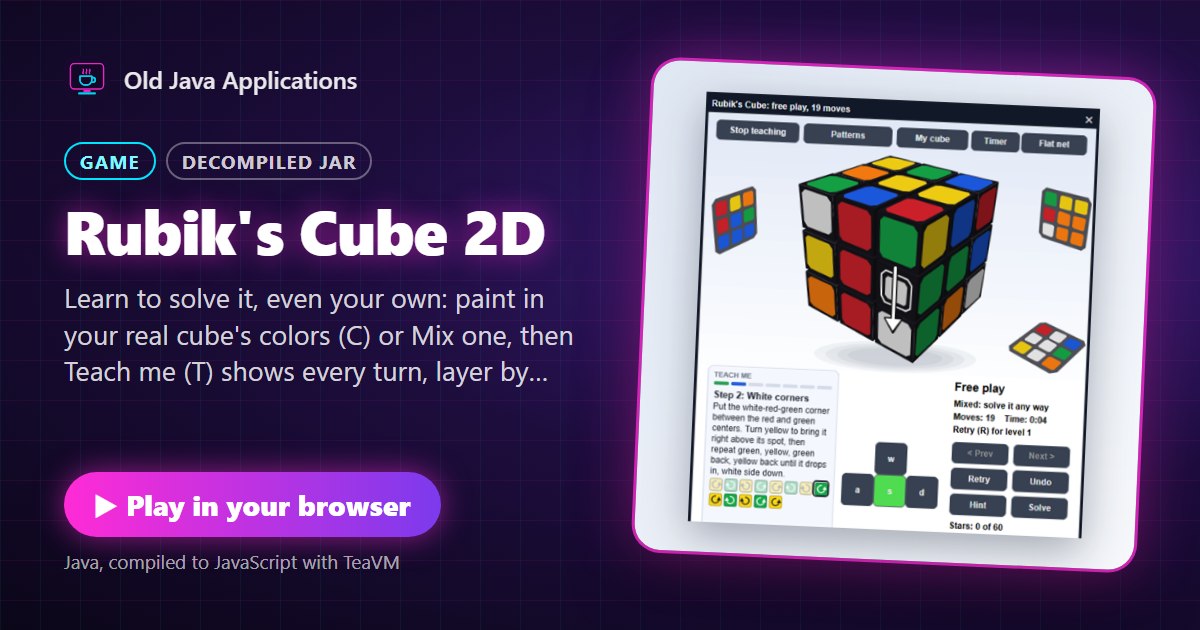 Old Java Applications
GAME
DECOMPILED JAR
Rubik's Cube 2D
Learn to solve it, even your own: paint in
your real cube's colors (C) or Mix one, then
Teach me (T) shows every turn, layer by...
▶ Play in your browser
Java, compiled to JavaScript with TeaVM
Rubik's Cube: free play, 19 moves
×
Stop teaching
Patterns
My cube
Timer
Flat net
TEACH ME
Step 2: White corners
Put the white-red-green corner
between the red and green
centers. Turn yellow to bring it
right above its spot, then
repeat green, yellow, green
back, yellow back until it drops
in, white side down.
w
a
s
d
Free play
Mixed: solve it any way
Moves: 19 Time: 0:04
Retry (R) for level 1
< Prev
Next >
Retry
Undo
Hint
Solve
Stars: 0 of 60